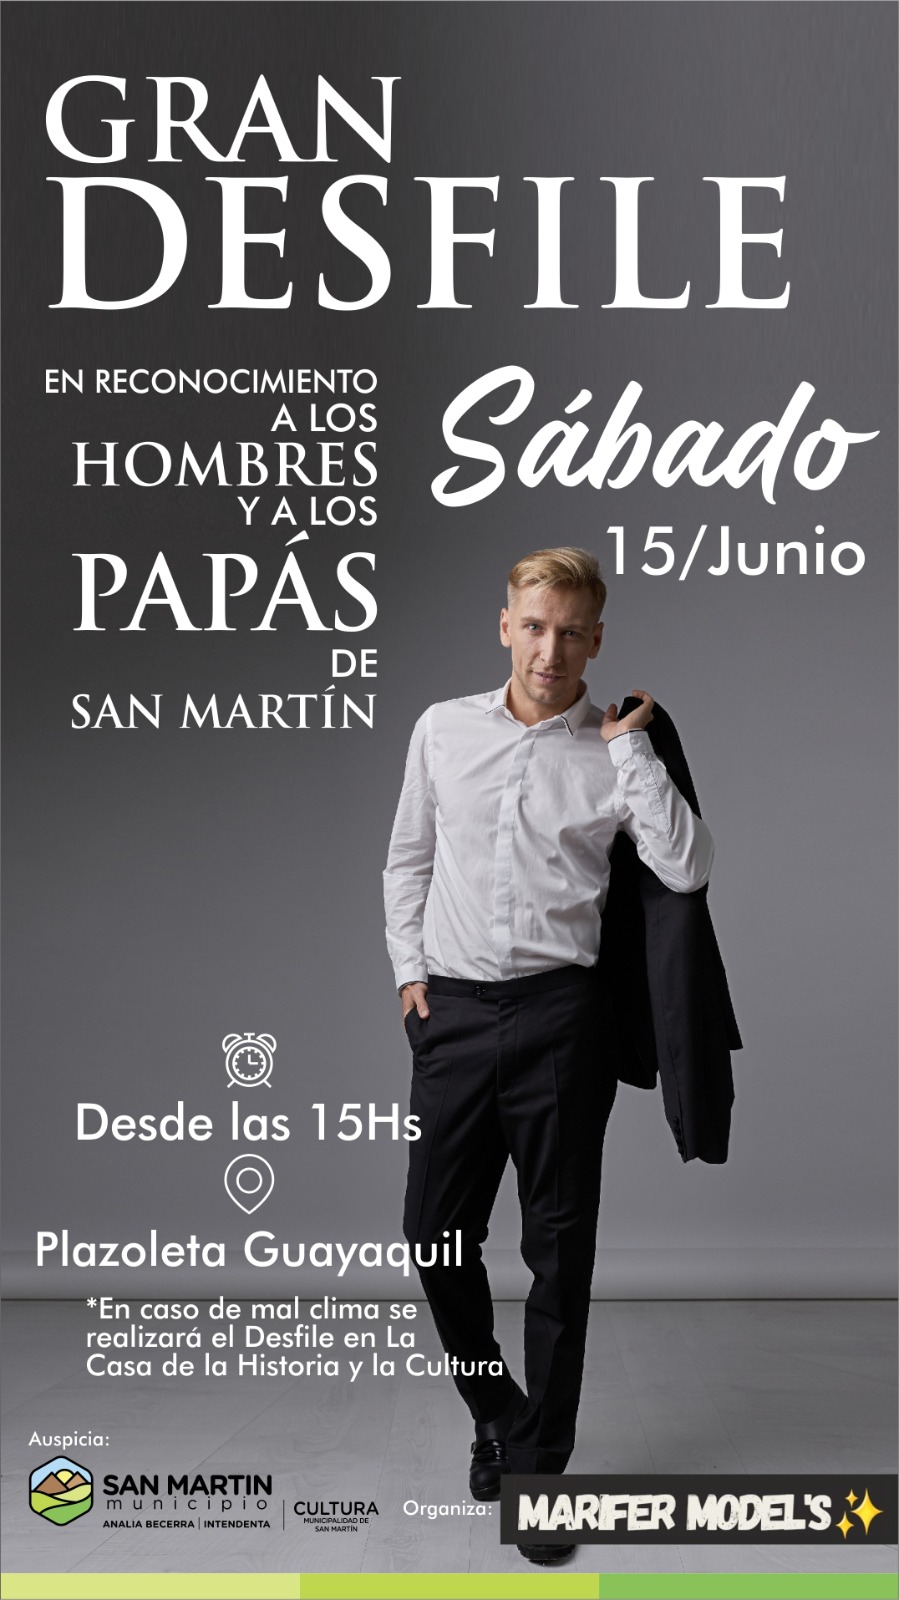 GRAN
DESFILE
EN RECONOCIMIENTO
A LOS
HOMBRES
Y A LOS
PAPÁS
DE
SAN MARTÍN
Sábado
15/Junio
Desde las 15Hs
Plazoleta Guayaquil
*En caso de mal clima se
realizará el Desfile en La
Casa de la Historia y la Cultura
Auspicia:
SAN MARTIN
municipio
ANALIA BECERRA | INTENDENTA
CULTURA
MUNICIPALIDAD DE
SAN MARTÍN
Organiza:
MARIFER MODEL'S